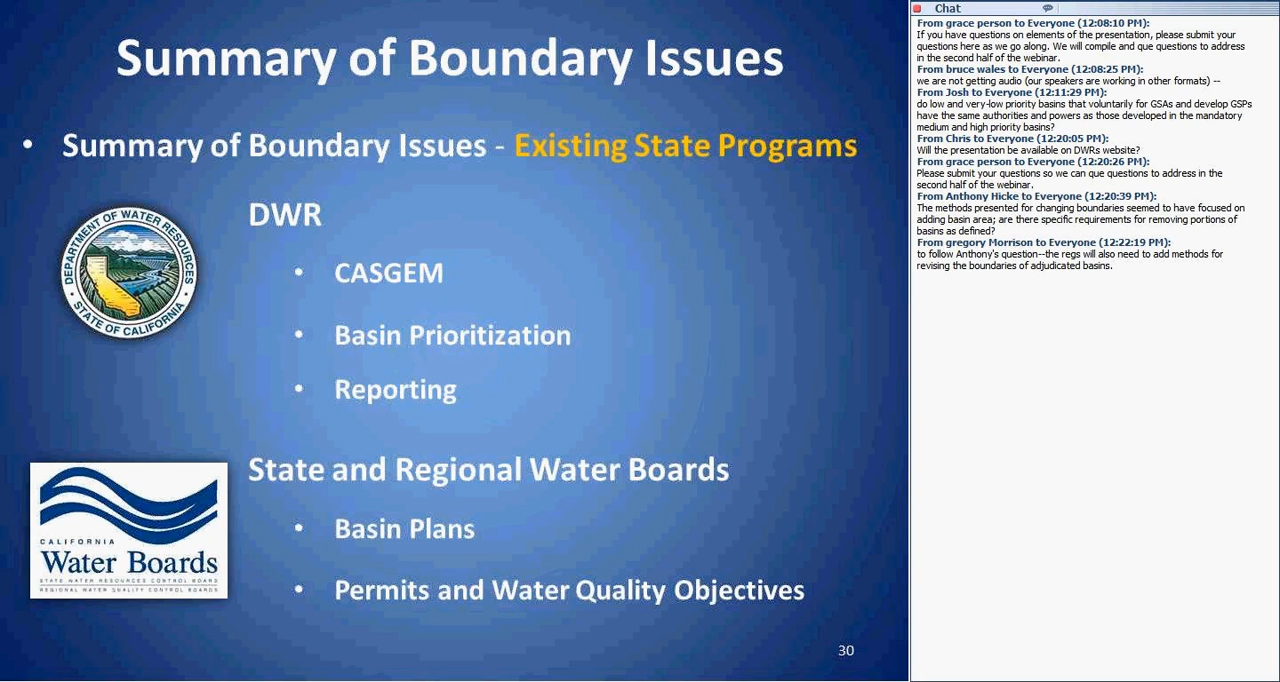 Summary of Boundary Issues
• Summary of Boundary Issues - Existing State Programs
DEPARTMENT OF WATER RESOURCES
• STATE OF CALIFORNIA •
DWR
• CASGEM
• Basin Prioritization
• Reporting
CALIFORNIA
Water Boards
STATE WATER RESOURCES CONTROL BOARD
REGIONAL WATER QUALITY CONTROL BOARDS
State and Regional Water Boards
• Basin Plans
• Permits and Water Quality Objectives
30
Chat
From grace person to Everyone (12:08:10 PM):
If you have questions on elements of the presentation, please submit your
questions here as we go along. We will compile and que questions to address
in the second half of the webinar.
From bruce wales to Everyone (12:08:25 PM):
we are not getting audio (our speakers are working in other formats) --
From Josh to Everyone (12:11:29 PM):
do low and very-low priority basins that voluntarily for GSAs and develop GSPs
have the same authorities and powers as those developed in the mandatory
medium and high priority basins?
From Chris to Everyone (12:20:05 PM):
Will the presentation be available on DWRs website?
From grace person to Everyone (12:20:26 PM):
Please submit your questions so we can que questions to address in the
second half of the webinar.
From Anthony Hicke to Everyone (12:20:39 PM):
The methods presented for changing boundaries seemed to have focused on
adding basin area; are there specific requirements for removing portions of
basins as defined?
From gregory Morrison to Everyone (12:22:19 PM):
to follow Anthony's question--the regs will also need to add methods for
revising the boundaries of adjudicated basins.